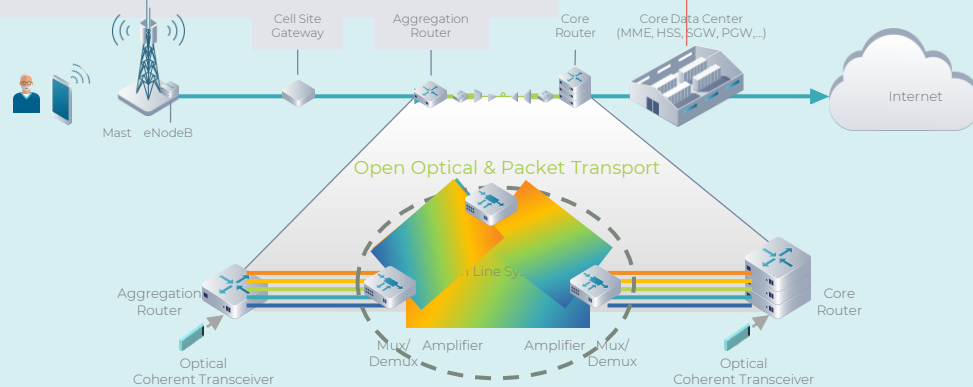 Cell Site
Gateway
Aggregation
Router
Core
Router
Core Data Center
(MME, HSS, SGW, PGW,...)
Internet
Mast
eNodeB
Open Optical & Packet Transport
Line
Aggregation
Router
Core
Router
Mux/
Demux
Amplifier
Amplifier
Mux/
Demux
Optical
Coherent Transceiver
Optical
Coherent Transceiver